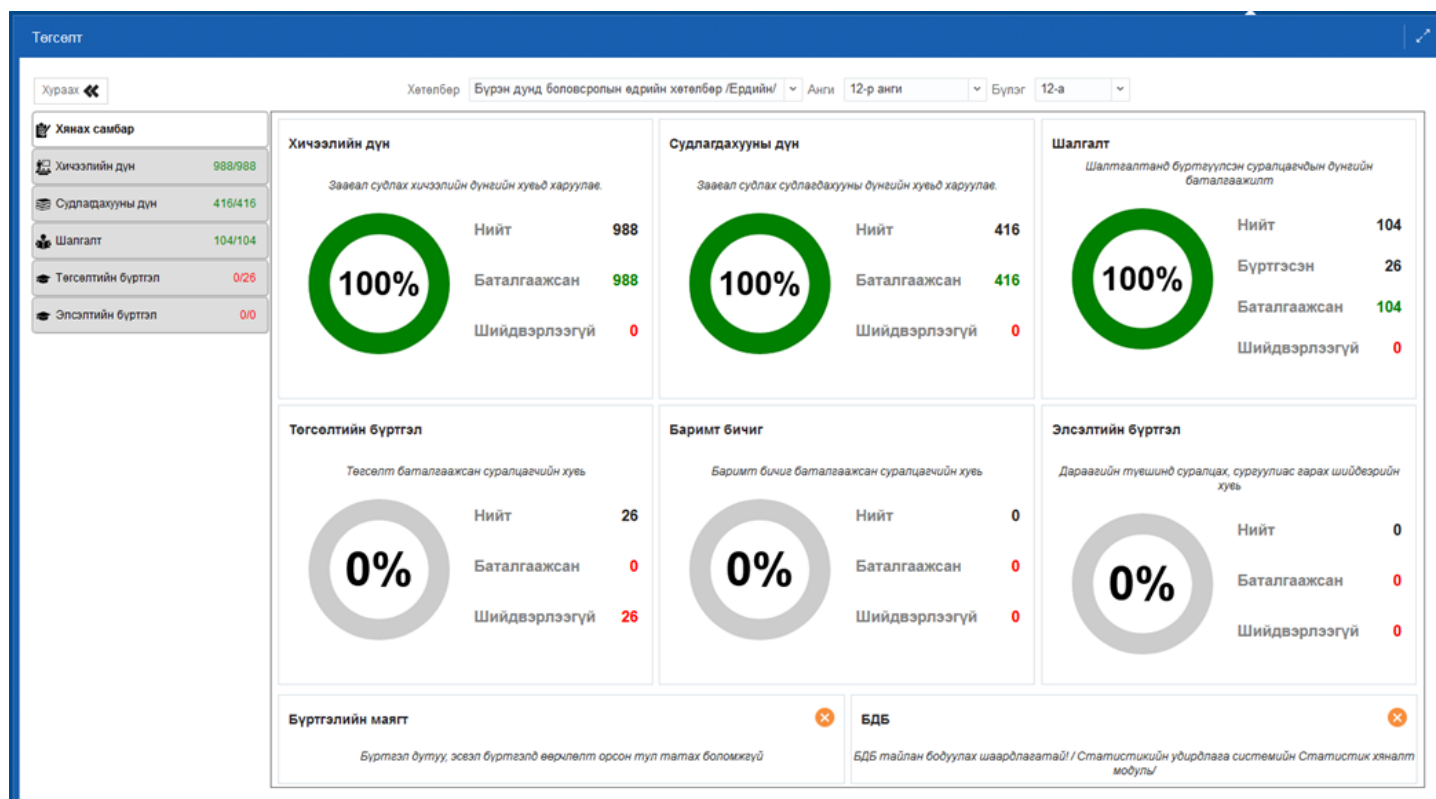 Төгсөлт
Хураах
Хөтөлбөр Бүрэн дунд боловсролын өдрийн хөтөлбөр /Ердийн/ Анги 12-р анги Бүлэг 12-а
Хянах самбар
Хичээлийн дүн 988/988
Судлагдахууны дүн 416/416
Шалгалт 104/104
Төгсөлтийн бүртгэл 0/26
Элсэлтийн бүртгэл 0/0
Хичээлийн дүн
Заавал судлах хичээлийн дүнгийн хувьд харуулав.
100%
Нийт 988
Баталгаажсан 988
Шийдвэрлээгүй 0
Судлагдахууны дүн
Заавал судлах судлагдахууны дүнгийн хувьд харуулав.
100%
Нийт 416
Баталгаажсан 416
Шийдвэрлээгүй 0
Шалгалт
Шалтгалтанд бүртгүүлсэн суралцагчдын дүнгийн
баталгаажилт
100%
Нийт 104
Бүртгэсэн 26
Баталгаажсан 104
Шийдвэрлээгүй 0
Төгсөлтийн бүртгэл
Төгсөлт баталгаажсан суралцагчийн хувь
0%
Нийт 26
Баталгаажсан 0
Шийдвэрлээгүй 26
Баримт бичиг
Баримт бичиг баталгаажсан суралцагчийн хувь
0%
Нийт 0
Баталгаажсан 0
Шийдвэрлээгүй 0
Элсэлтийн бүртгэл
Дараагийн түвшинд суралцах, сургуулиас гарах шийдвэрийн
хувь
0%
Нийт 0
Баталгаажсан 0
Шийдвэрлээгүй 0
Бүртгэлийн маягт
Бүртгэл дутуу, эсвэл бүртгэлд өөрчлөлт орсон тул татах боломжгүй
БДБ
БДБ тайлан бодуулах шаардлагатай! / Статистикийн удирдлага системийн Статистик хяналт
модуль/